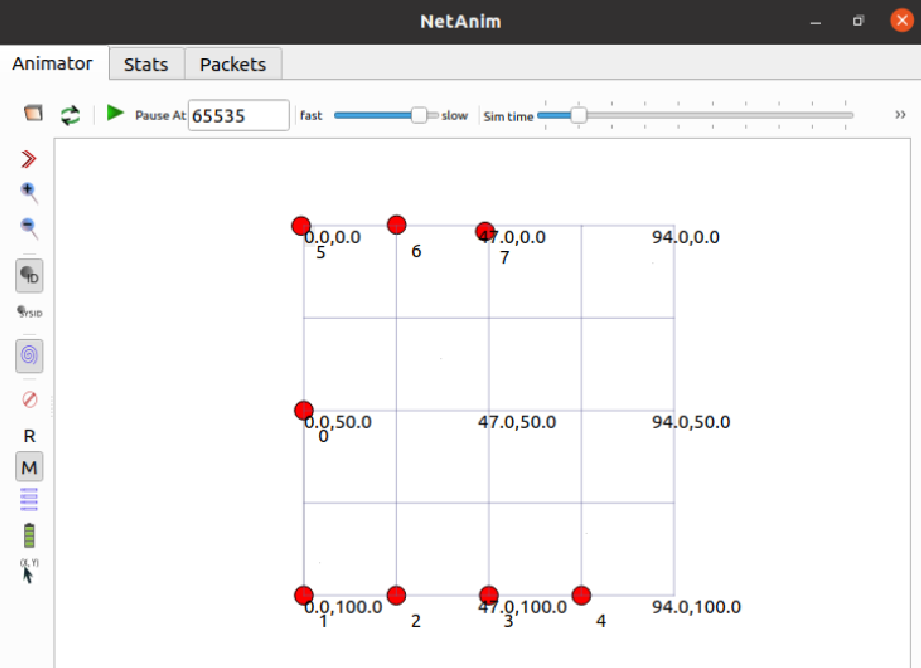 NetAnim
Animator Stats Packets
Pause At 65535 fast slow Sim time »
ID
SYSID
R
M
(X, Y)
0.0,0.0 47.0,0.0 94.0,0.0
5 6 7
0.0,50.0 47.0,50.0 94.0,50.0
0
0.0,100.0 47.0,100.0 94.0,100.0
1 2 3 4